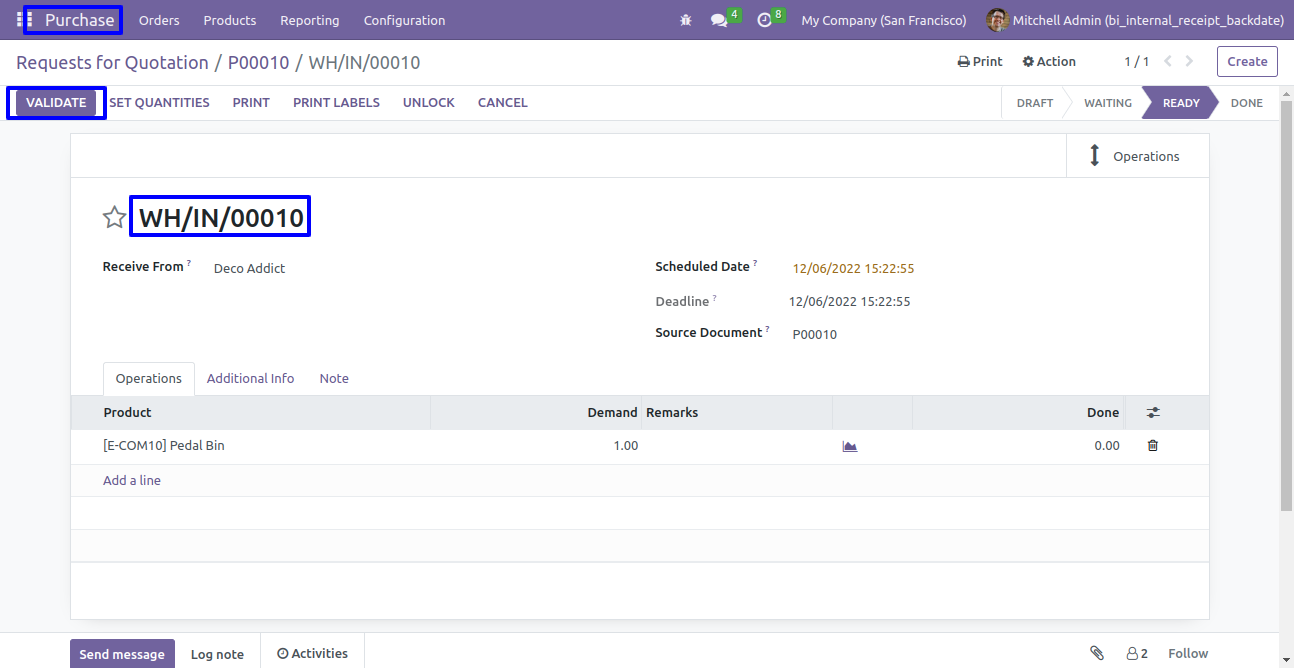 Purchase Orders Products Reporting Configuration 4 8 My Company (San Francisco) Mitchell Admin (bi_internal_receipt_backdate)
Requests for Quotation / P00010 / WH/IN/00010 Print Action 1 / 1 Create
VALIDATE SET QUANTITIES PRINT PRINT LABELS UNLOCK CANCEL DRAFT WAITING READY DONE
Operations
WH/IN/00010
Receive From ? Deco Addict Scheduled Date ? 12/06/2022 15:22:55
Deadline ? 12/06/2022 15:22:55
Source Document ? P00010
Operations Additional Info Note
Product Demand Remarks Done
[E-COM10] Pedal Bin 1.00 0.00
Add a line
Send message Log note Activities 2 Follow